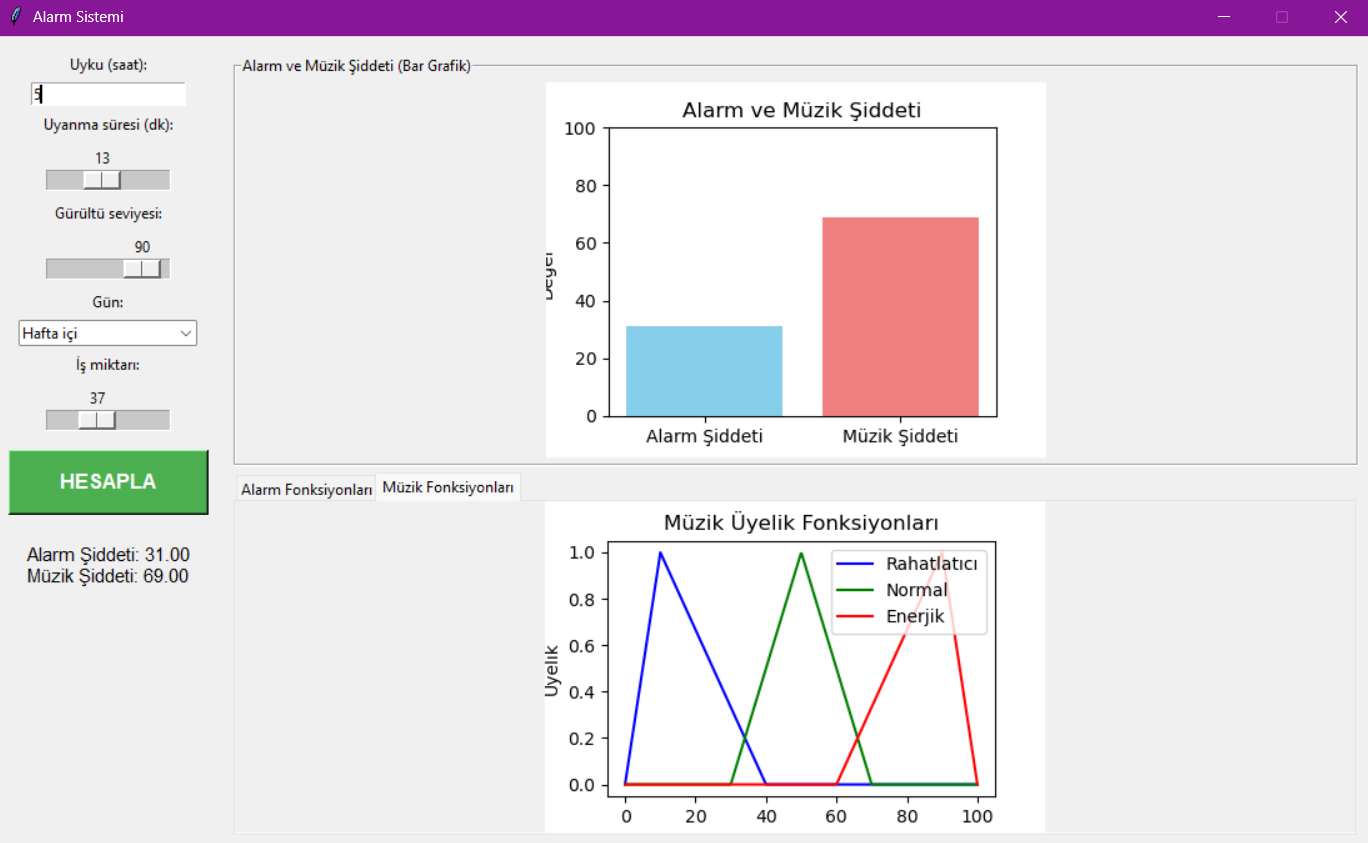 Alarm Sistemi
Uyku (saat):
5
Uyanma süresi (dk):
13
Gürültü seviyesi:
90
Gün:
Hafta içi
İş miktarı:
37
HESAPLA
Alarm Şiddeti: 31.00
Müzik Şiddeti: 69.00
Alarm ve Müzik Şiddeti (Bar Grafik)
Alarm ve Müzik Şiddeti
100
80
60
40
20
0
Değer
Alarm Şiddeti Müzik Şiddeti
Alarm Fonksiyonları Müzik Fonksiyonları
Müzik Üyelik Fonksiyonları
Rahatlatıcı
Normal
Enerjik
1.0
0.8
0.6
0.4
0.2
0.0
Üyelik
0 20 40 60 80 100